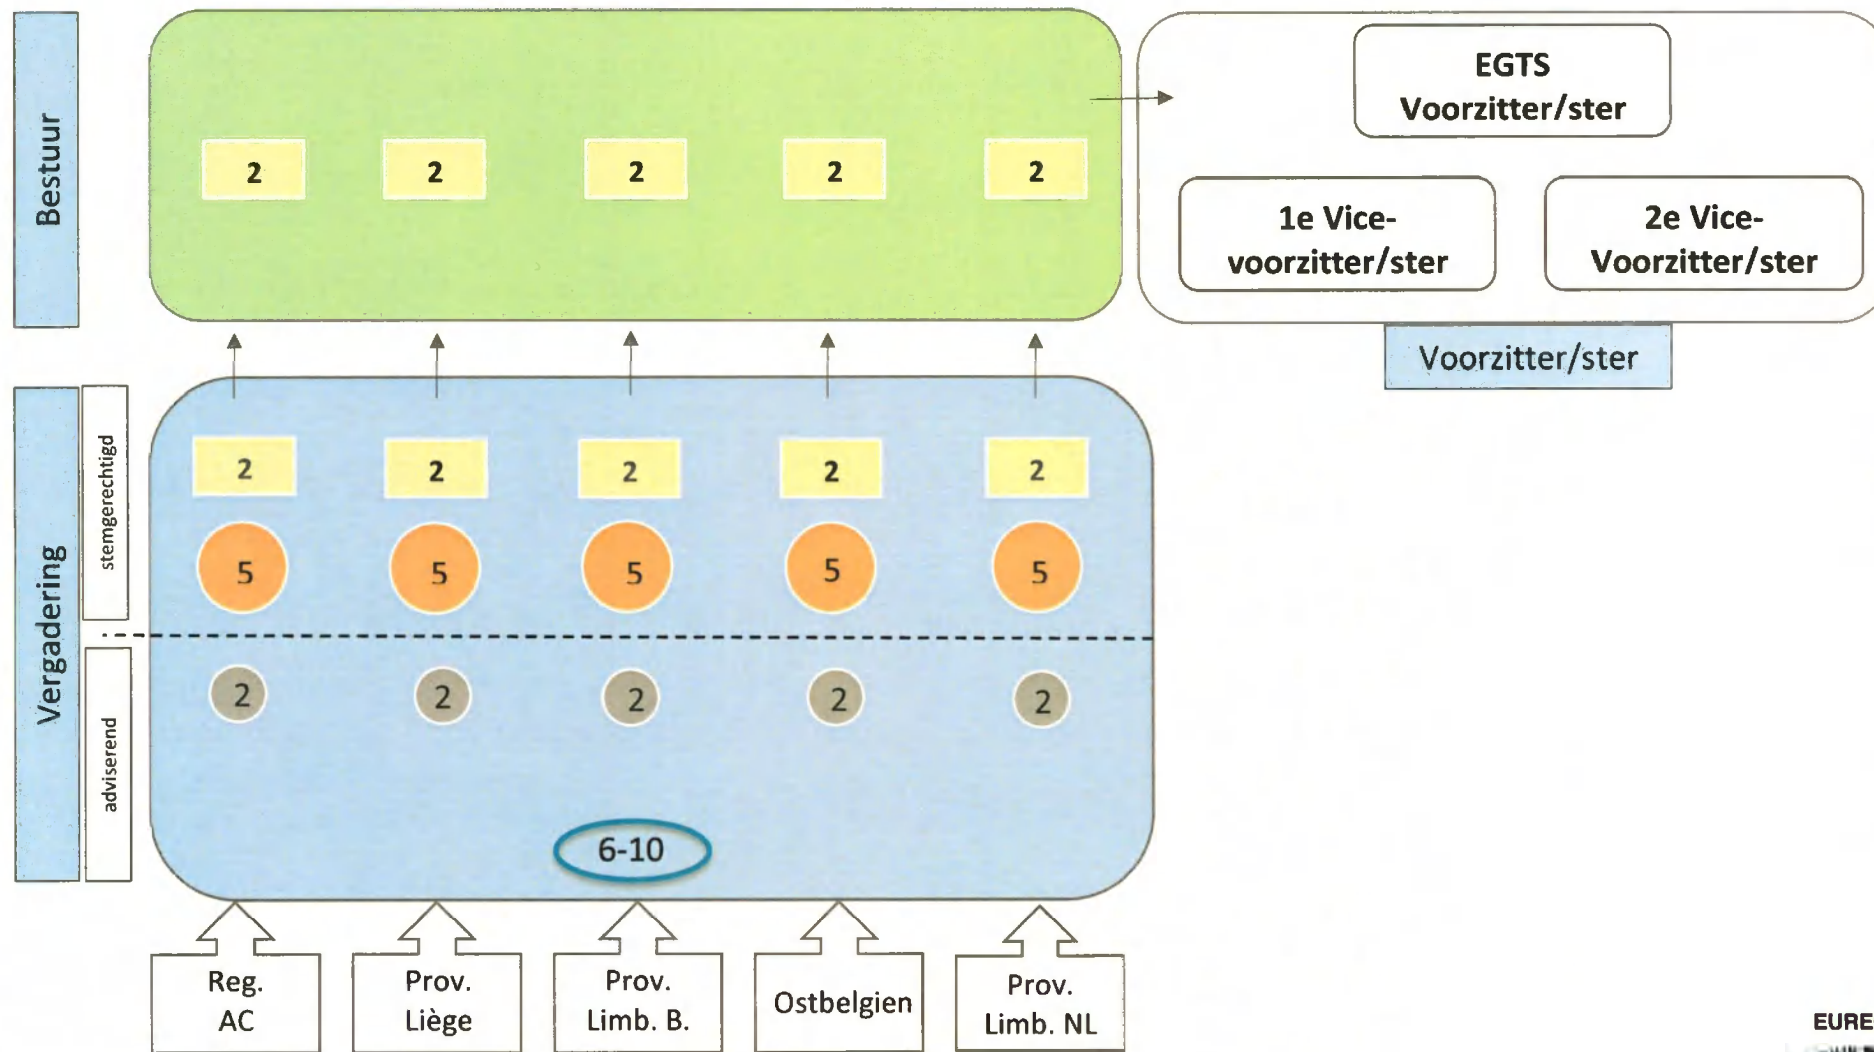 Bestuur
2 2 2 2 2
EGTS
Voorzitter/ster
1e Vice-
voorzitter/ster
2e Vice-
Voorzitter/ster
Voorzitter/ster
Vergadering
stemgerechtigd
2 2 2 2 2
5 5 5 5 5
adviserend
2 2 2 2 2
6-10
Reg.
AC
Prov.
Liège
Prov.
Limb. B.
Ostbelgien
Prov.
Limb. NL
EURE